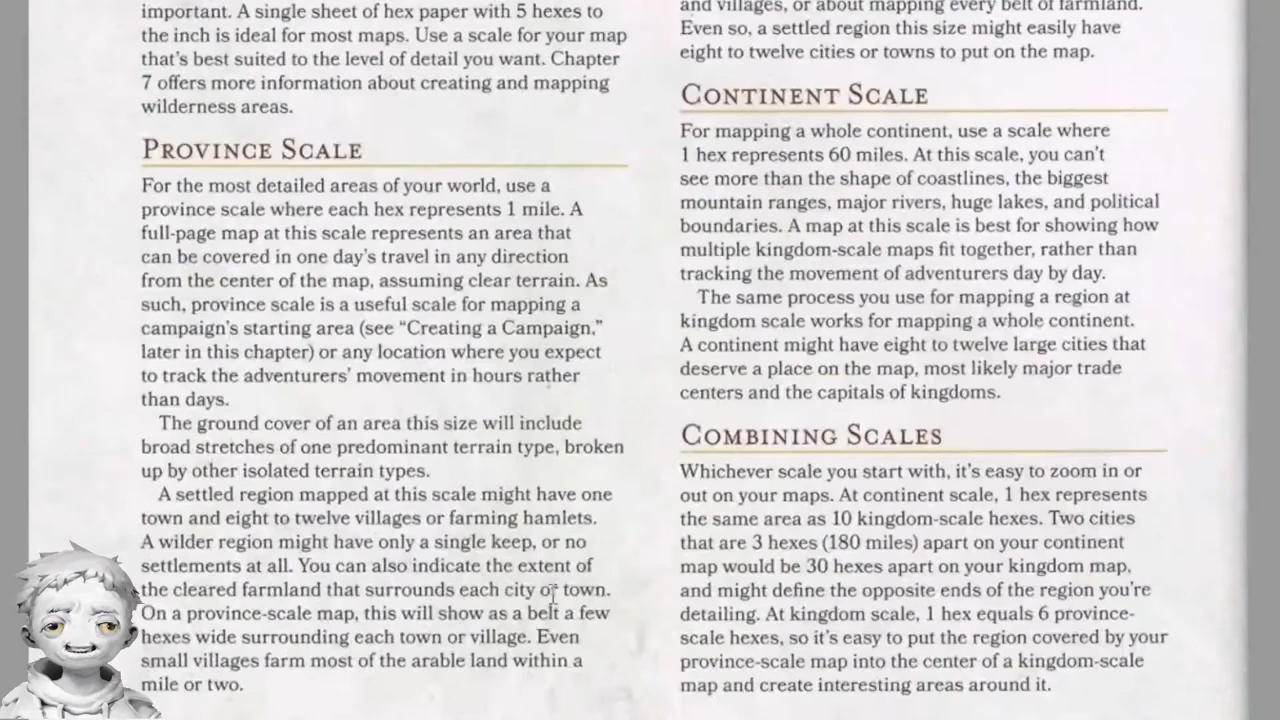 important. A single sheet of hex paper with 5 hexes to
the inch is ideal for most maps. Use a scale for your map
that's best suited to the level of detail you want. Chapter
7 offers more information about creating and mapping
wilderness areas.
Province Scale
For the most detailed areas of your world, use a
province scale where each hex represents 1 mile. A
full-page map at this scale represents an area that
can be covered in one day's travel in any direction
from the center of the map, assuming clear terrain. As
such, province scale is a useful scale for mapping a
campaign's starting area (see “Creating a Campaign,”
later in this chapter) or any location where you expect
to track the adventurers' movement in hours rather
than days.
The ground cover of an area this size will include
broad stretches of one predominant terrain type, broken
up by other isolated terrain types.
A settled region mapped at this scale might have one
town and eight to twelve villages or farming hamlets.
A wilder region might have only a single keep, or no
settlements at all. You can also indicate the extent of
the cleared farmland that surrounds each city or town.
On a province-scale map, this will show as a belt a few
hexes wide surrounding each town or village. Even
small villages farm most of the arable land within a
mile or two.
and villages, or about mapping every belt of farmland.
Even so, a settled region this size might easily have
eight to twelve cities or towns to put on the map.
Continent Scale
For mapping a whole continent, use a scale where
1 hex represents 60 miles. At this scale, you can't
see more than the shape of coastlines, the biggest
mountain ranges, major rivers, huge lakes, and political
boundaries. A map at this scale is best for showing how
multiple kingdom-scale maps fit together, rather than
tracking the movement of adventurers day by day.
The same process you use for mapping a region at
kingdom scale works for mapping a whole continent.
A continent might have eight to twelve large cities that
deserve a place on the map, most likely major trade
centers and the capitals of kingdoms.
Combining Scales
Whichever scale you start with, it's easy to zoom in or
out on your maps. At continent scale, 1 hex represents
the same area as 10 kingdom-scale hexes. Two cities
that are 3 hexes (180 miles) apart on your continent
map would be 30 hexes apart on your kingdom map,
and might define the opposite ends of the region you're
detailing. At kingdom scale, 1 hex equals 6 province-
scale hexes, so it's easy to put the region covered by your
province-scale map into the center of a kingdom-scale
map and create interesting areas around it.